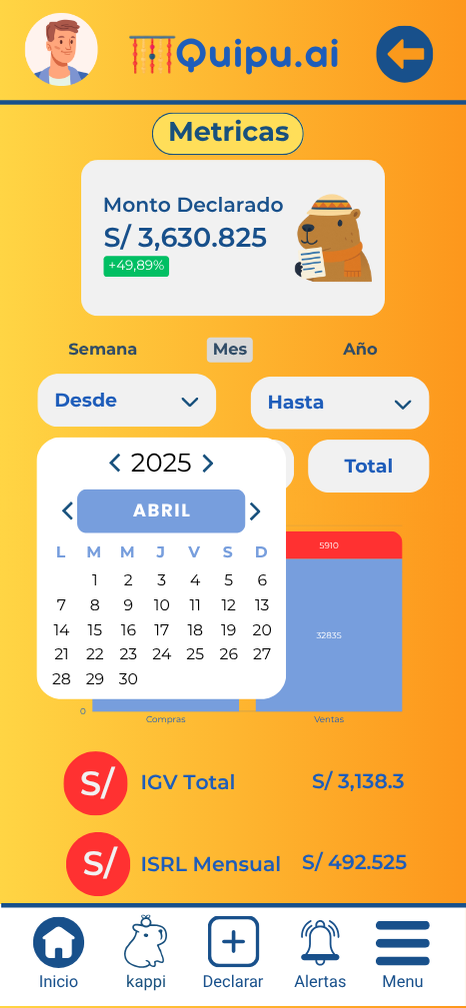 Quipu.ai
Metricas
Monto Declarado
S/ 3,630.825
+49,89%
Semana Mes Año
Desde Hasta
Total
2025
ABRIL
L M M J V S D
1 2 3 4 5 6
7 8 9 10 11 12 13
14 15 16 17 18 19 20
21 22 23 24 25 26 27
28 29 30
5910
32835
0
Compras Ventas
S/ IGV Total S/ 3,138.3
S/ ISRL Mensual S/ 492.525
Inicio kappi Declarar Alertas Menu